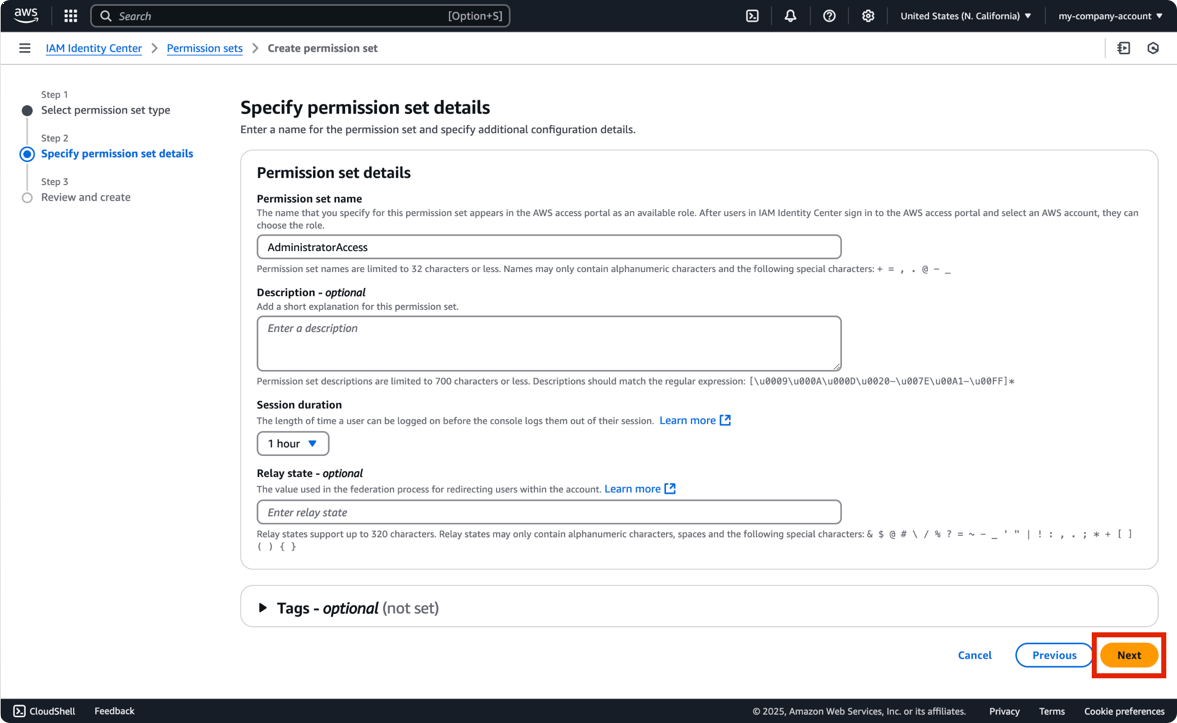 aws
Search
[Option+S]
United States (N. California)
my-company-account
IAM Identity Center
Permission sets
Create permission set
Step 1
Select permission set type
Step 2
Specify permission set details
Step 3
Review and create
Specify permission set details
Enter a name for the permission set and specify additional configuration details.
Permission set details
Permission set name
The name that you specify for this permission set appears in the AWS access portal as an available role. After users in IAM Identity Center sign in to the AWS access portal and select an AWS account, they can
choose the role.
AdministratorAccess
Permission set names are limited to 32 characters or less. Names may only contain alphanumeric characters and the following special characters: + = , . @ - _
Description - optional
Add a short explanation for this permission set.
Enter a description
Permission set descriptions are limited to 700 characters or less. Descriptions should match the regular expression: [\u0009\u000A\u000D\u0020-\u007E\u00A1-\u00FF]*
Session duration
The length of time a user can be logged on before the console logs them out of their session. Learn more
1 hour
Relay state - optional
The value used in the federation process for redirecting users within the account. Learn more
Enter relay state
Relay states support up to 320 characters. Relay states may only contain alphanumeric characters, spaces and the following special characters: & $ @ # \ / % ? = ~ - _ ' " | ! : , . ; * + [ ]
( ) { }
Tags - optional (not set)
Cancel
Previous
Next
CloudShell
Feedback
© 2025, Amazon Web Services, Inc. or its affiliates.
Privacy
Terms
Cookie preferences